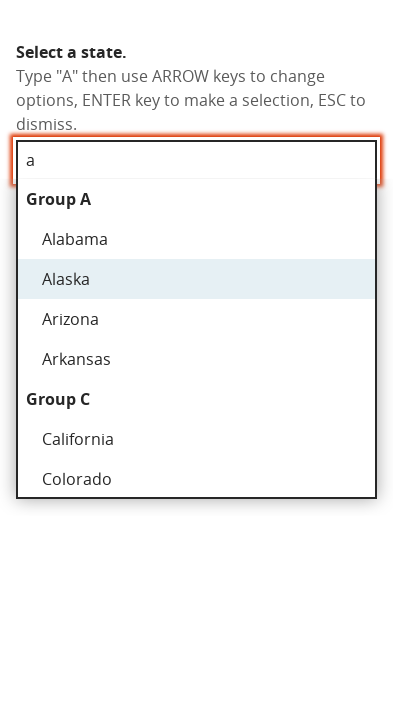 Select a state.
Type "A" then use ARROW keys to change
options, ENTER key to make a selection, ESC to
dismiss.
a
Group A
Alabama
Alaska
Arizona
Arkansas
Group C
California
Colorado